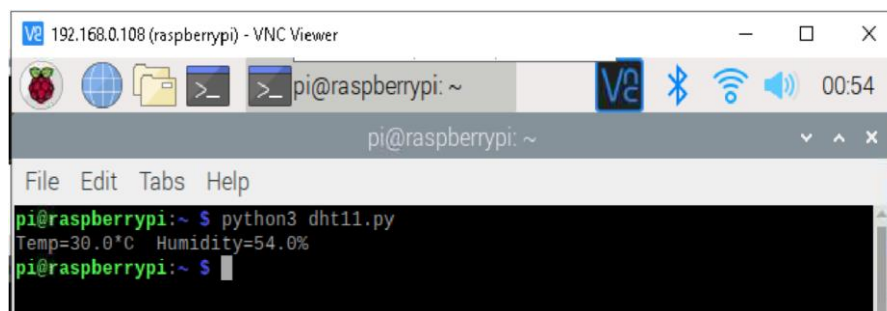 192.168.0.108 (raspberrypi) - VNC Viewer
pi@raspberrypi: ~ 00:54
pi@raspberrypi: ~
File Edit Tabs Help
pi@raspberrypi:~ $ python3 dht11.py
Temp=30.0*C Humidity=54.0%
pi@raspberrypi:~ $